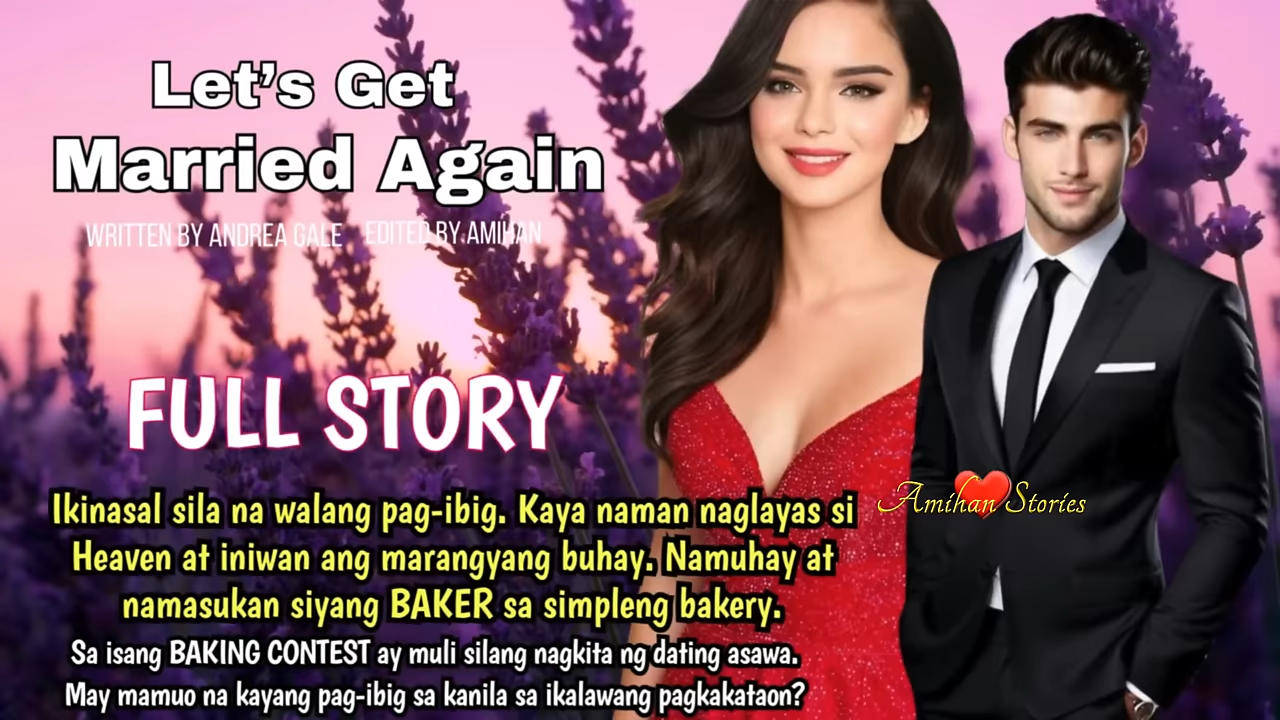 Let's Get
Married Again
WRITTEN BY ANDREA GALE EDITED BY AMIHAN
FULL STORY
Ikinasal sila na walang pag-ibig. Kaya naman naglayas si
Heaven at iniwan ang marangyang buhay. Namuhay at
namasukan siyang BAKER sa simpleng bakery.
Sa isang BAKING CONTEST ay muli silang nagkita ng dating asawa.
May mamuo na kayang pag-ibig sa kanila sa ikalawang pagkakataon?
Amihan Stories